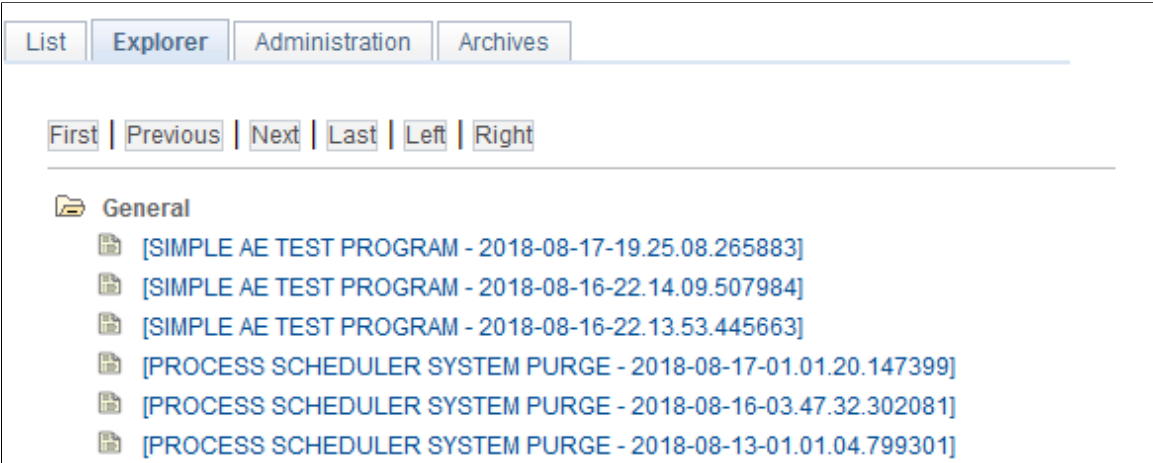 List Explorer Administration Archives
First | Previous | Next | Last | Left | Right
General
[SIMPLE AE TEST PROGRAM - 2018-08-17-19.25.08.265883]
[SIMPLE AE TEST PROGRAM - 2018-08-16-22.14.09.507984]
[SIMPLE AE TEST PROGRAM - 2018-08-16-22.13.53.445663]
[PROCESS SCHEDULER SYSTEM PURGE - 2018-08-17-01.01.20.147399]
[PROCESS SCHEDULER SYSTEM PURGE - 2018-08-16-03.47.32.302081]
[PROCESS SCHEDULER SYSTEM PURGE - 2018-08-13-01.01.04.799301]